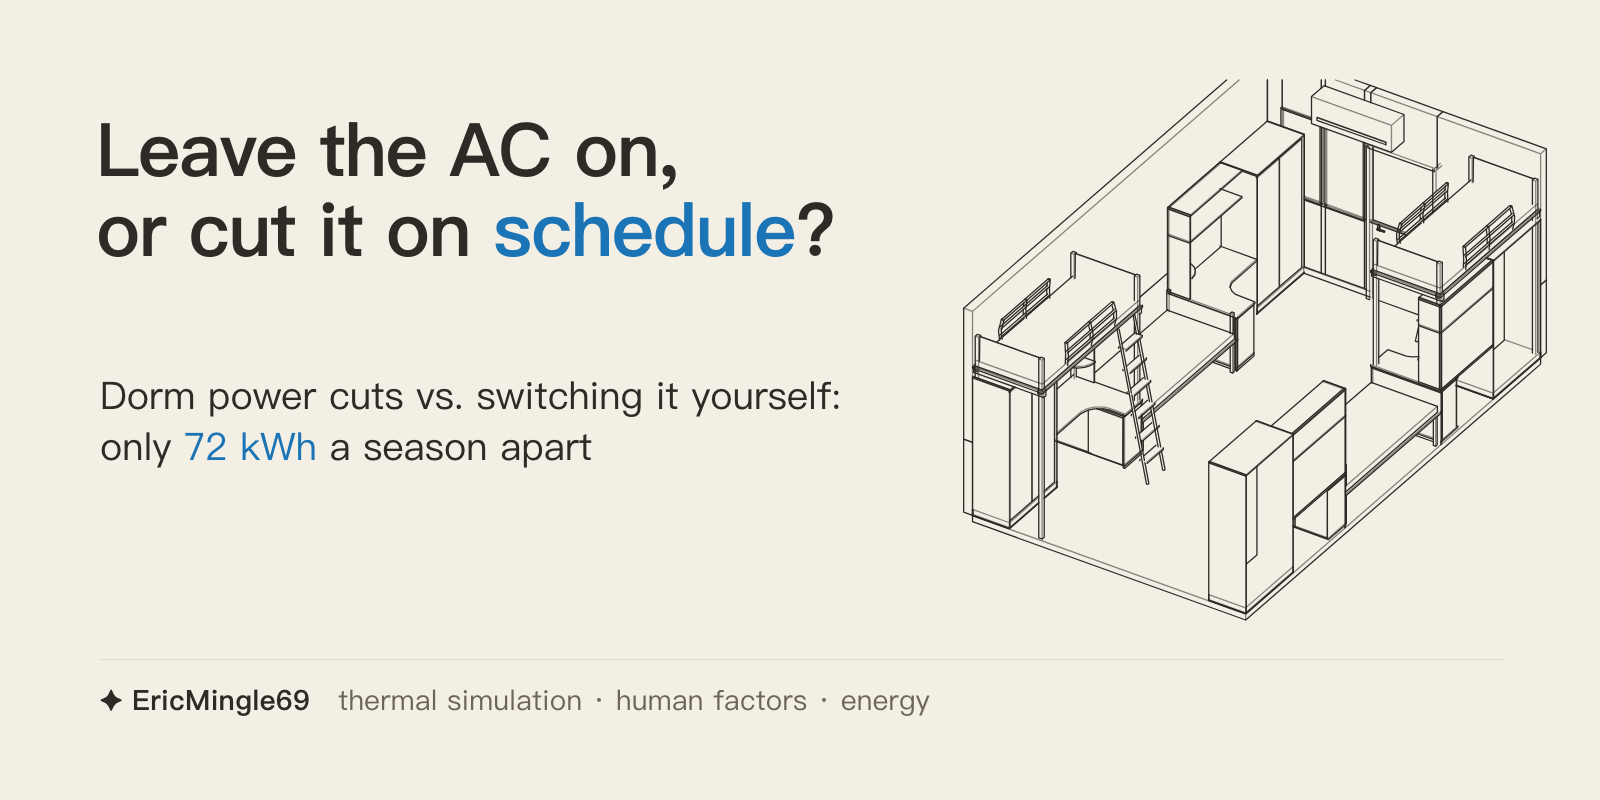 Leave the AC on,
or cut it on schedule?
Dorm power cuts vs. switching it yourself:
only 72 kWh a season apart
✦ EricMingle69 thermal simulation · human factors · energy